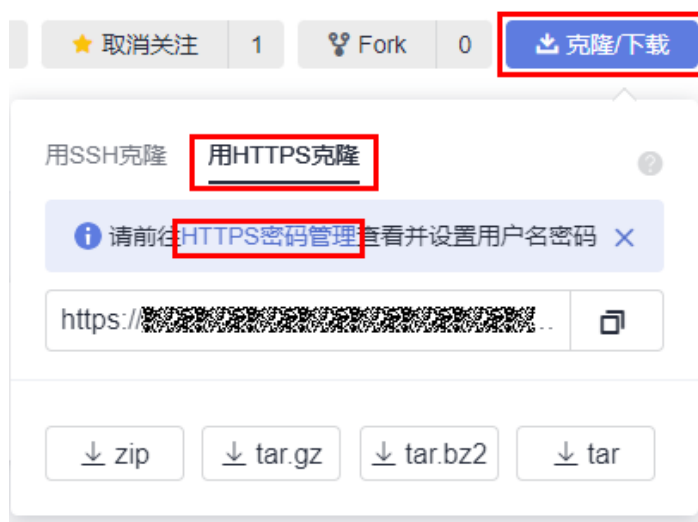 取消关注 1 Fork 0 克隆/下载
用SSH克隆 用HTTPS克隆 ?
i 请前往HTTPS密码管理查看并设置用户名密码
https://
zip tar.gz tar.bz2 tar